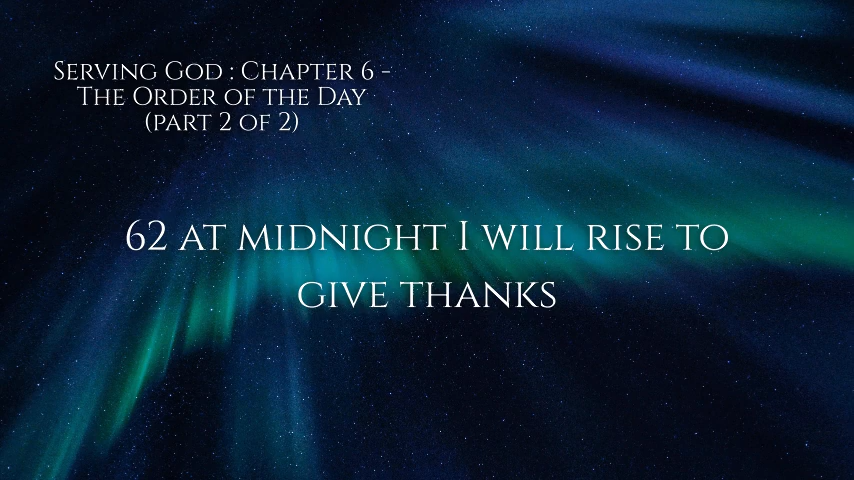 Serving God : Chapter 6 -
The Order of the Day
(part 2 of 2)
62 at midnight I will rise to
give thanks